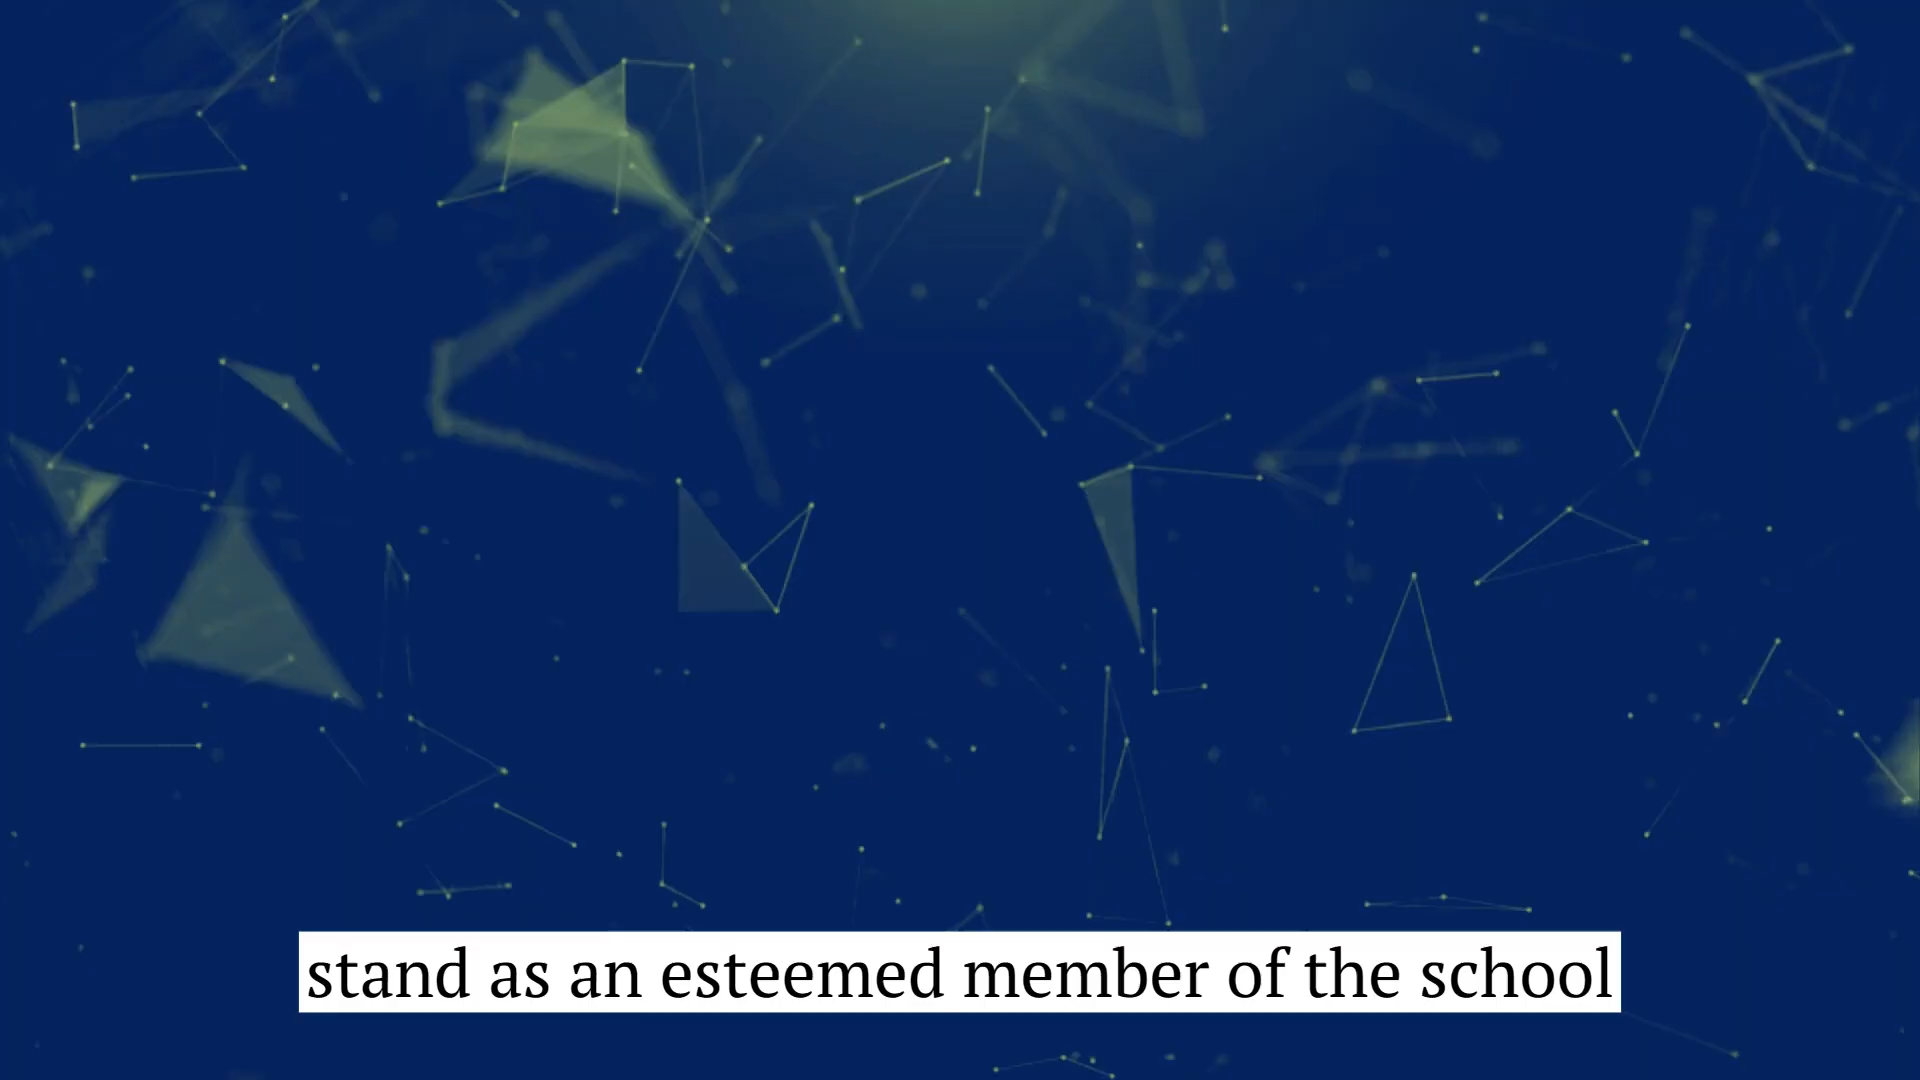 stand as an esteemed member of the school